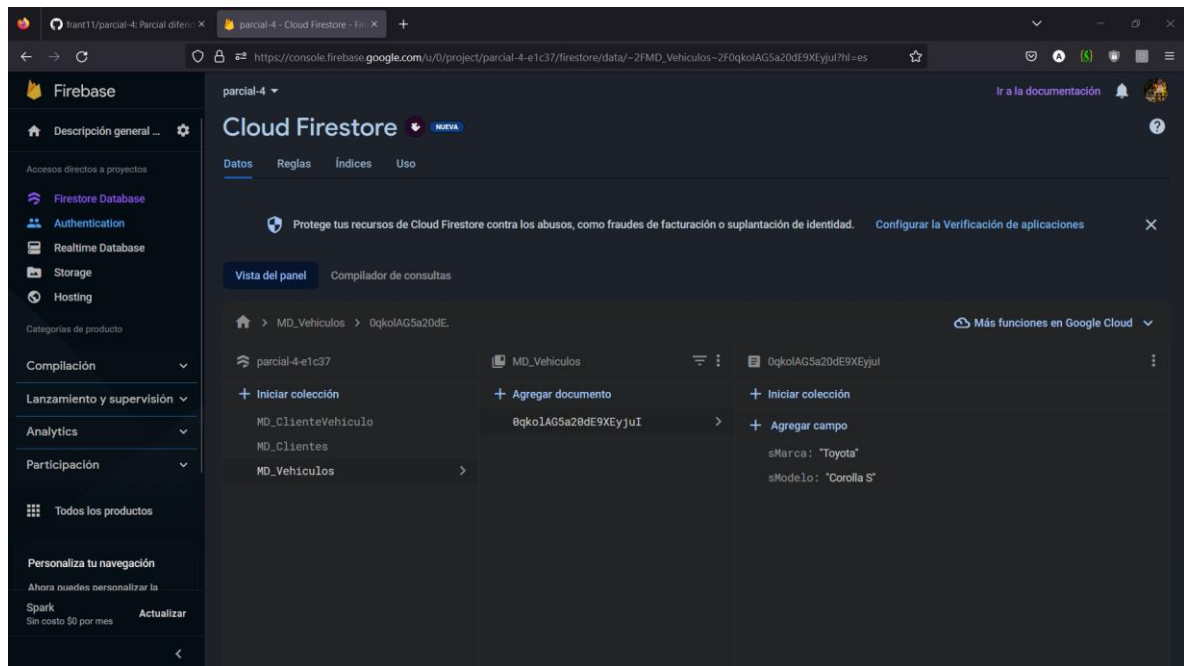 frant11/parcial-4: Parcial diferic
parcial-4 - Cloud Firestore - Fire
https://console.firebase.google.com/u/0/project/parcial-4-e1c37/firestore/data/~2FMD_Vehiculos~2F0qkolAG5a20dE9XEyjuI?hl=es
Firebase
parcial-4
Ir a la documentación
Descripción general ...
Cloud Firestore
NUEVA
Datos
Reglas
Índices
Uso
Accesos directos a proyectos
Firestore Database
Authentication
Realtime Database
Storage
Hosting
Categorías de producto
Compilación
Lanzamiento y supervisión
Analytics
Participación
Todos los productos
Personaliza tu navegación
Ahora puedes personalizar la
Spark
Sin costo $0 por mes
Actualizar
Protege tus recursos de Cloud Firestore contra los abusos, como fraudes de facturación o suplantación de identidad.
Configurar la Verificación de aplicaciones
Vista del panel
Compilador de consultas
MD_Vehiculos
0qkolAG5a20dE.
Más funciones en Google Cloud
parcial-4-e1c37
Iniciar colección
MD_ClienteVehiculo
MD_Clientes
MD_Vehiculos
MD_Vehiculos
Agregar documento
0qkolAG5a20dE9XEyjuI
0qkolAG5a20dE9XEyjuI
Iniciar colección
Agregar campo
sMarca: "Toyota"
sModelo: "Corolla S"